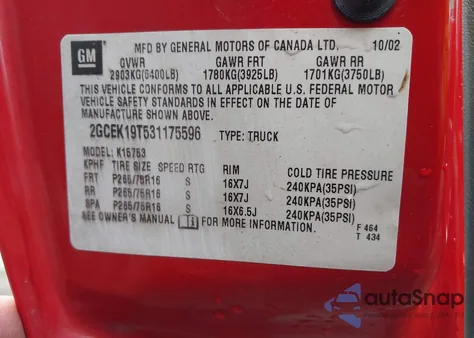 GM MFD BY GENERAL MOTORS OF CANADA LTD. 10/02
GVWR GAWR FRT GAWR RR
2903KG(6400LB) 1780KG(3925LB) 1701KG(3750LB)
THIS VEHICLE CONFORMS TO ALL APPLICABLE U.S. FEDERAL MOTOR
VEHICLE SAFETY STANDARDS IN EFFECT ON THE DATE OF
MANUFACTURE SHOWN ABOVE.
2GCEK19T531175596 TYPE: TRUCK
MODEL: K15753
KPHF TIRE SIZE SPEED RTG RIM COLD TIRE PRESSURE
FRT P265/75R16 S 16X7J 240KPA(35PSI)
RR P265/75R16 S 16X7J 240KPA(35PSI)
SPA P265/75R16 S 16X6.5J 240KPA(35PSI)
SEE OWNER'S MANUAL FOR MORE INFORMATION.
F 464
T 434
autoSnap